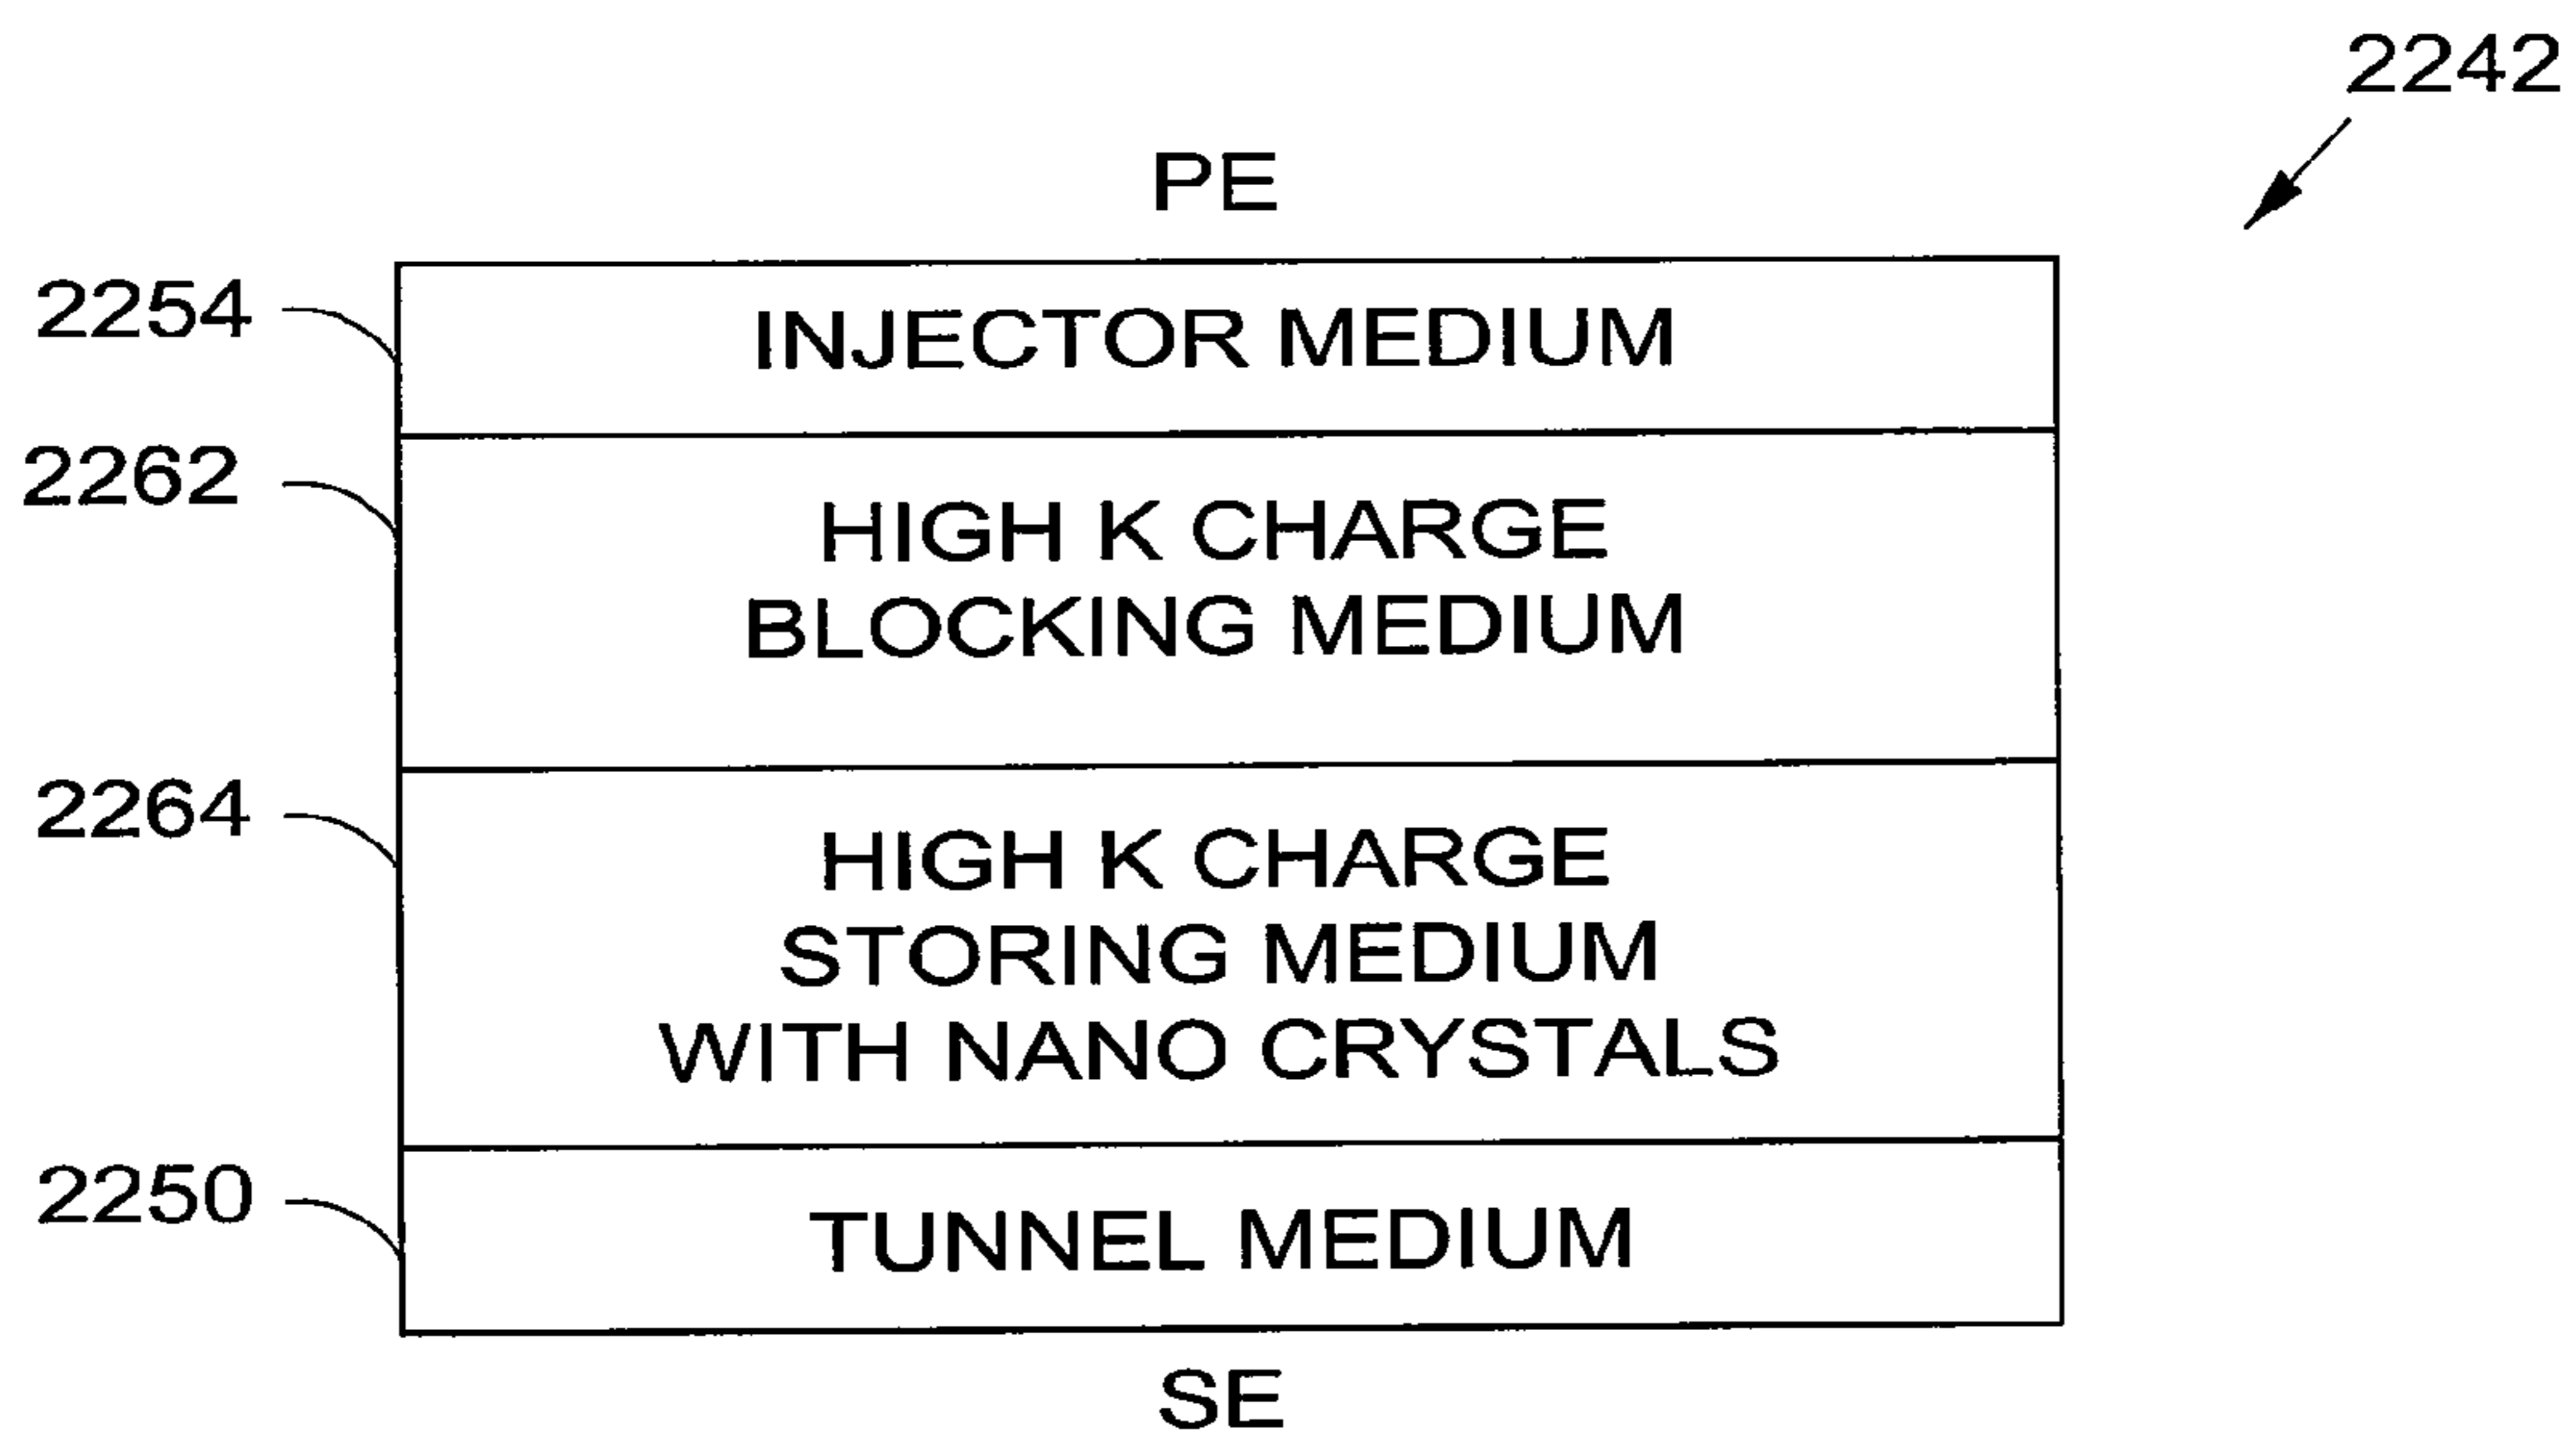 2242
PE
2254
INJECTOR MEDIUM
2262
HIGH K CHARGE
BLOCKING MEDIUM
2264
HIGH K CHARGE
STORING MEDIUM
WITH NANO CRYSTALS
2250
TUNNEL MEDIUM
SE